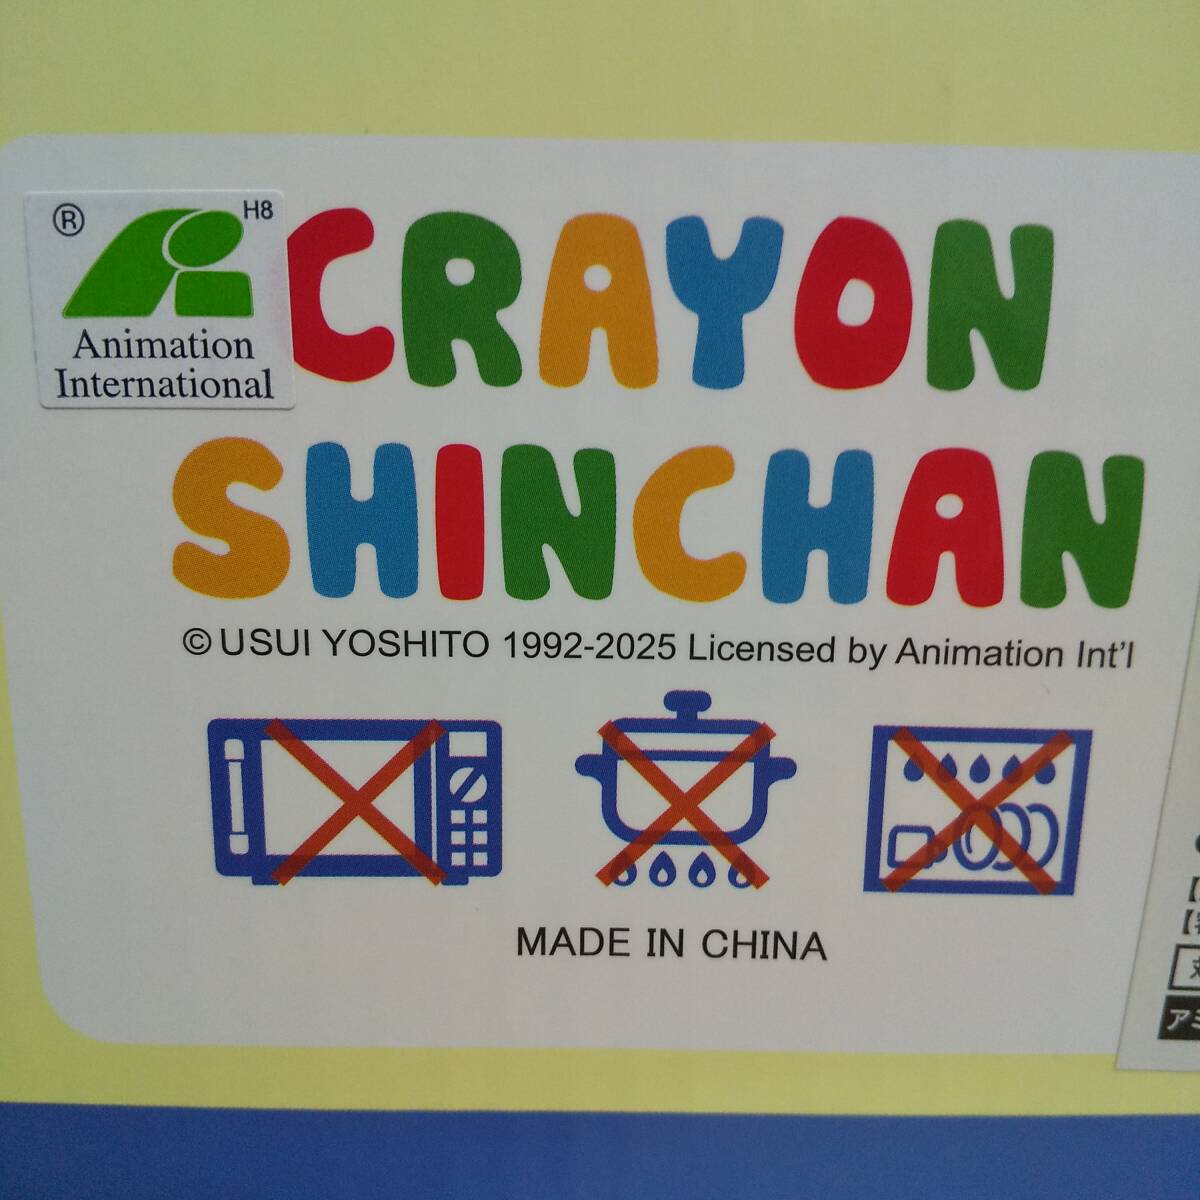 ® H8
Animation
International
CRAYON
SHINCHAN
© USUI YOSHITO 1992-2025 Licensed by Animation Int'l
MADE IN CHINA